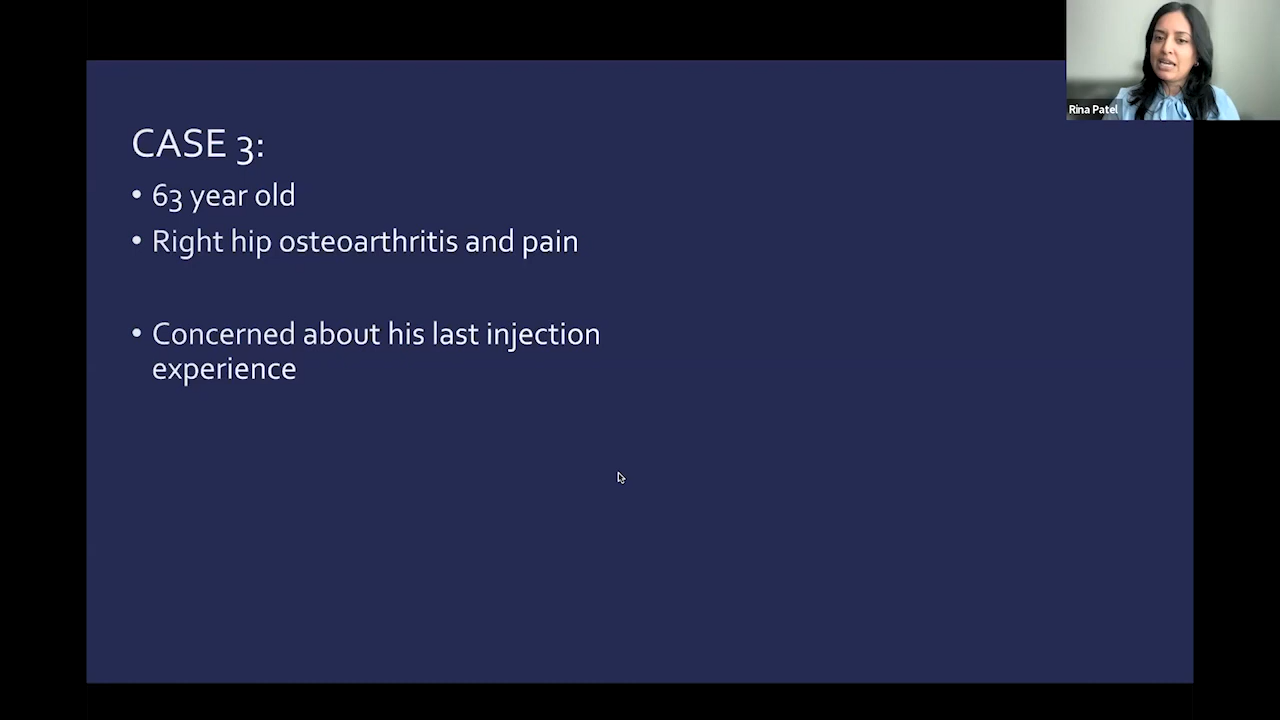 CASE 3:
• 63 year old
• Right hip osteoarthritis and pain
• Concerned about his last injection
experience
Rina Patel